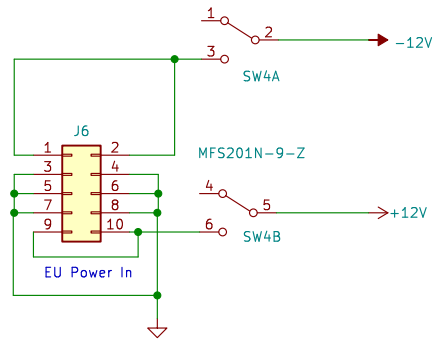 1
2
-12V
3
SW4A
J6
1 2
3 4
5 6
7 8
9 10
MFS201N-9-Z
4
5
+12V
6
SW4B
EU Power In